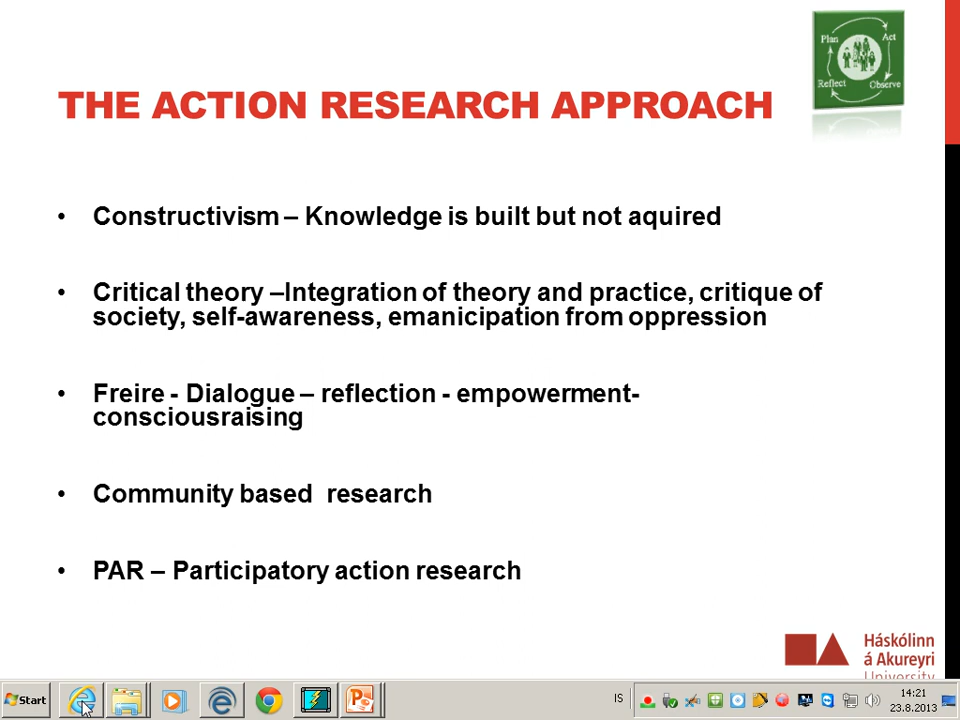 Plan
Act
Reflect
Observe
THE ACTION RESEARCH APPROACH
• Constructivism – Knowledge is built but not aquired
• Critical theory –Integration of theory and practice, critique of
society, self-awareness, emanicipation from oppression
• Freire - Dialogue – reflection - empowerment-
consciousraising
• Community based  research
• PAR – Participatory action research
Háskólinn
á Akureyri
University
Start
IS
14:21
23.8.2013